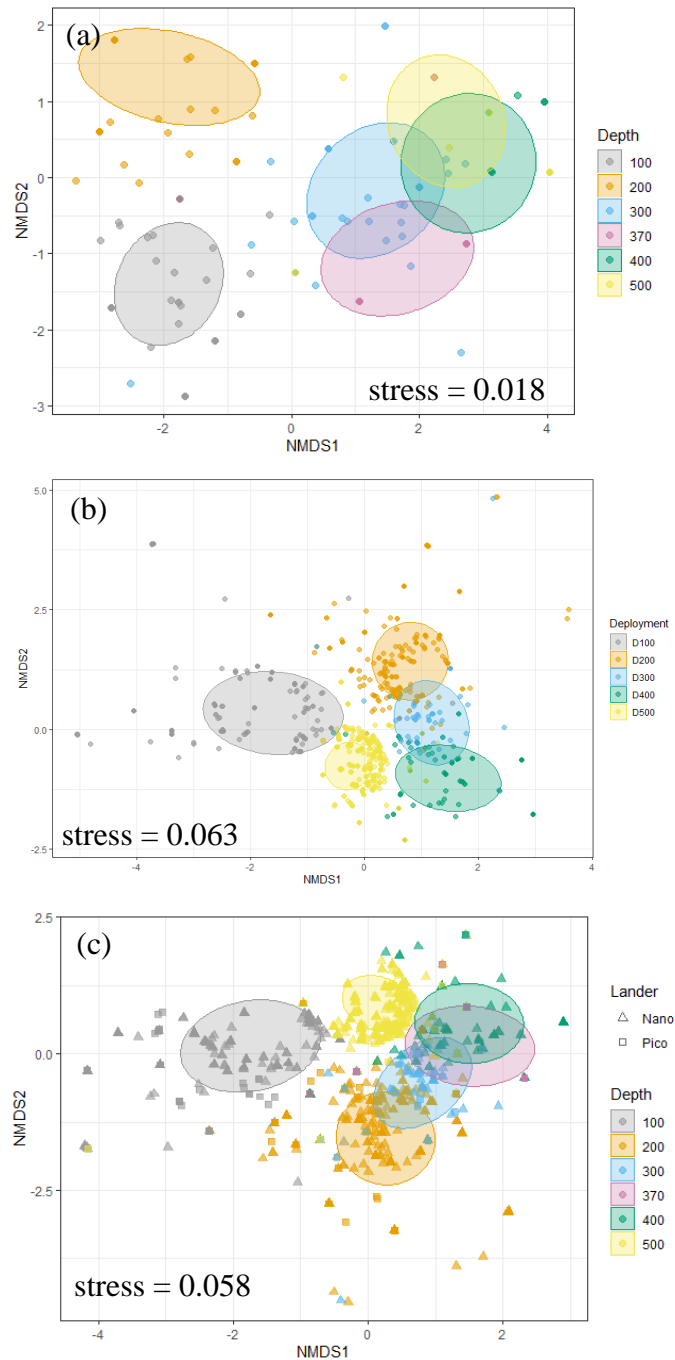 (a)
2
1
0
-1
-2
-3
NMDS2
-2
0
2
4
NMDS1
stress = 0.018
Depth
100
200
300
370
400
500
(b)
5.0
2.5
0.0
-2.5
NMDS2
-4
-2
0
2
4
NMDS1
stress = 0.063
Deployment
D100
D200
D300
D400
D500
(c)
2.5
0.0
-2.5
NMDS2
-4
-2
0
2
NMDS1
stress = 0.058
Lander
Nano
Pico
Depth
100
200
300
370
400
500